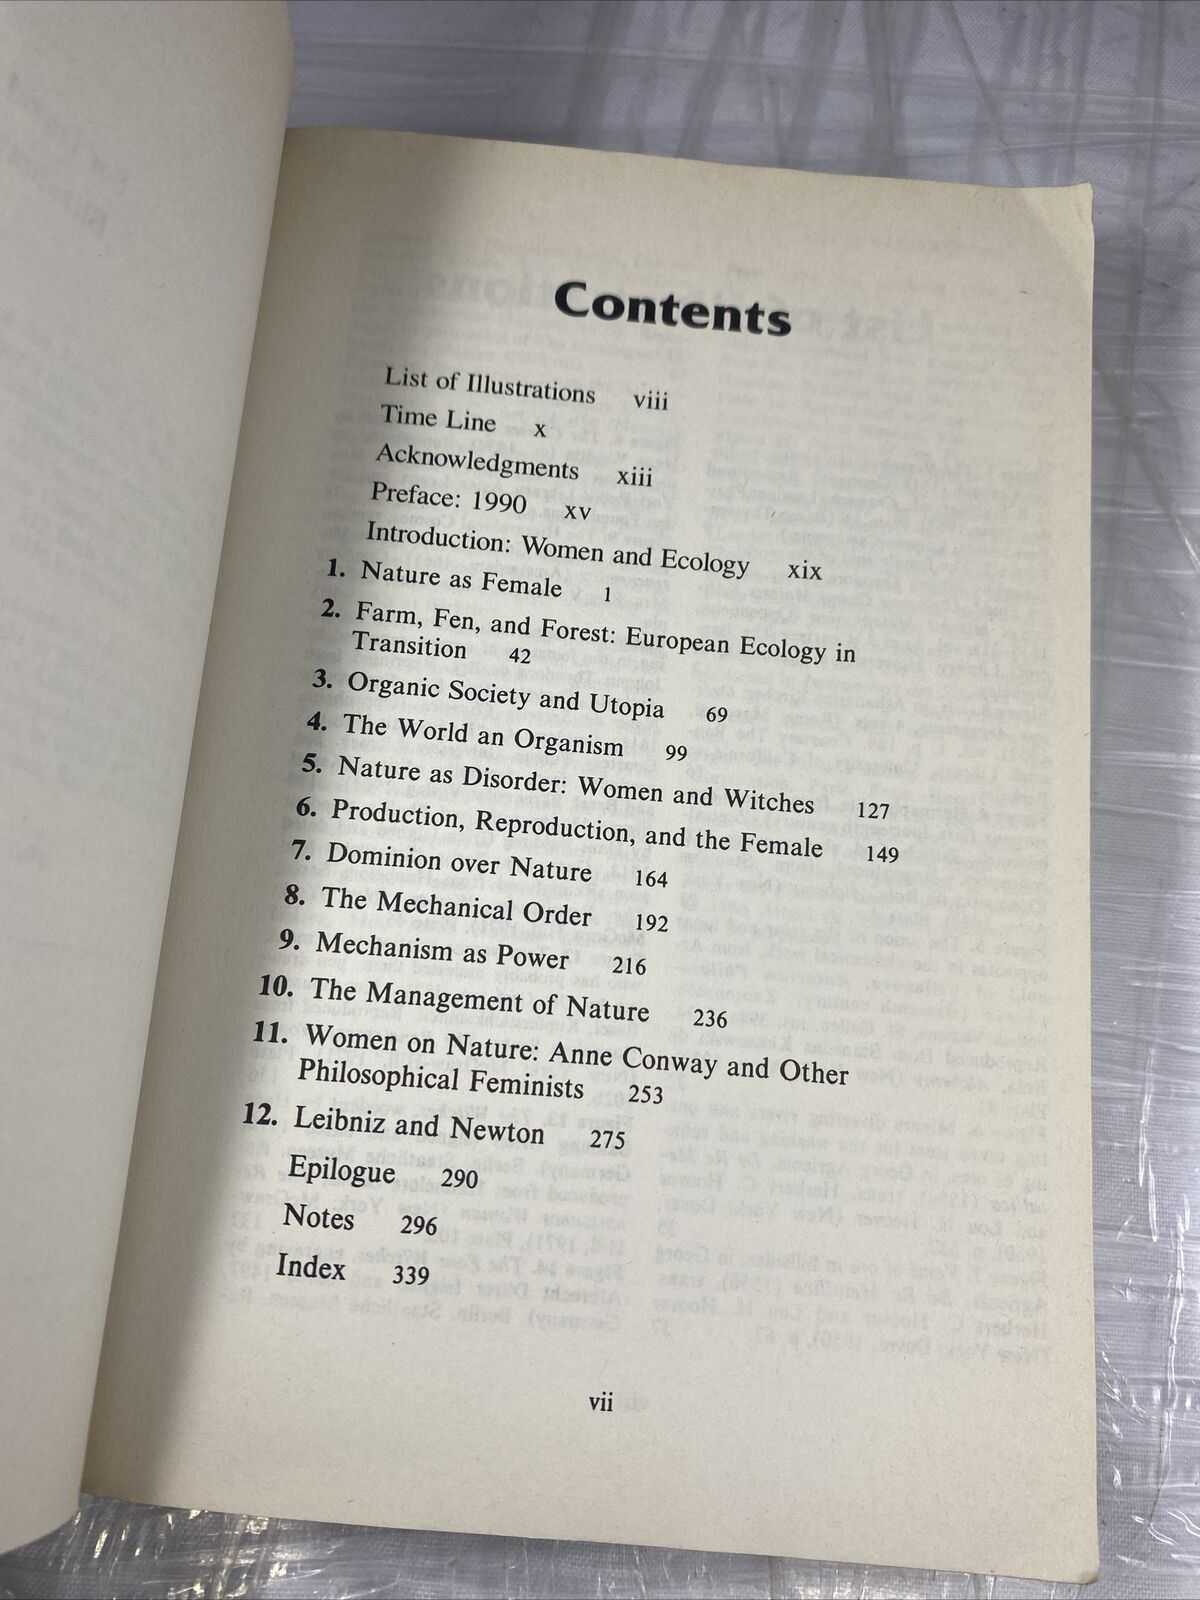 Contents
List of Illustrations viii
Time Line x
Acknowledgments xiii
Preface: 1990 xv
Introduction: Women and Ecology xix
1. Nature as Female 1
2. Farm, Fen, and Forest: European Ecology in
Transition 42
3. Organic Society and Utopia 69
4. The World an Organism 99
5. Nature as Disorder: Women and Witches 127
6. Production, Reproduction, and the Female 149
7. Dominion over Nature 164
8. The Mechanical Order 192
9. Mechanism as Power 216
10. The Management of Nature 236
11. Women on Nature: Anne Conway and Other
Philosophical Feminists 253
12. Leibniz and Newton 275
Epilogue 290
Notes 296
Index 339
vii